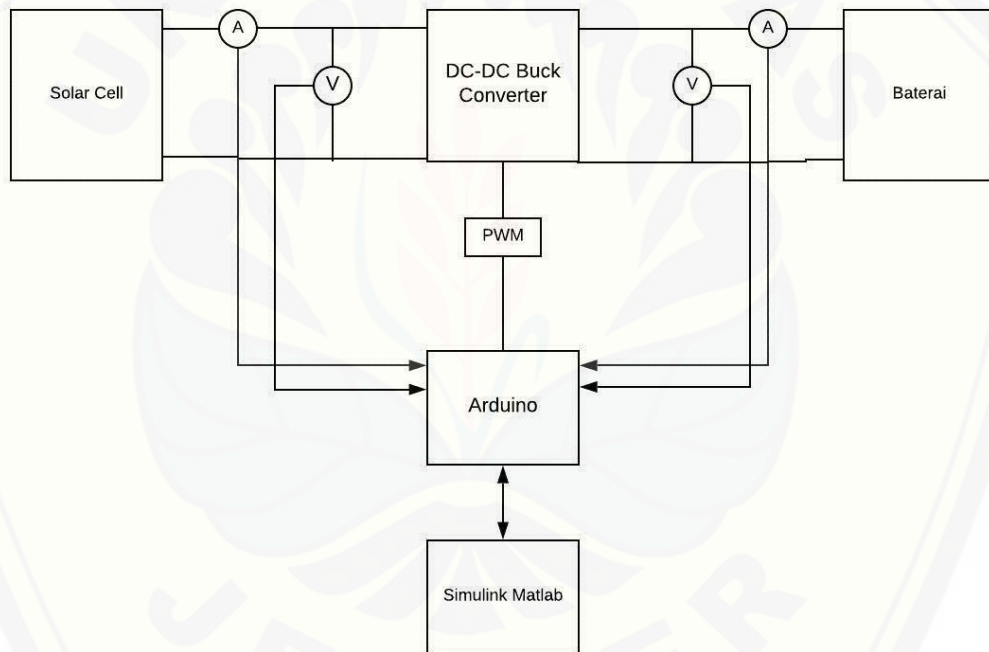 A
A
Solar Cell
V
DC-DC Buck
Converter
V
Baterai
PWM
Arduino
Simulink Matlab